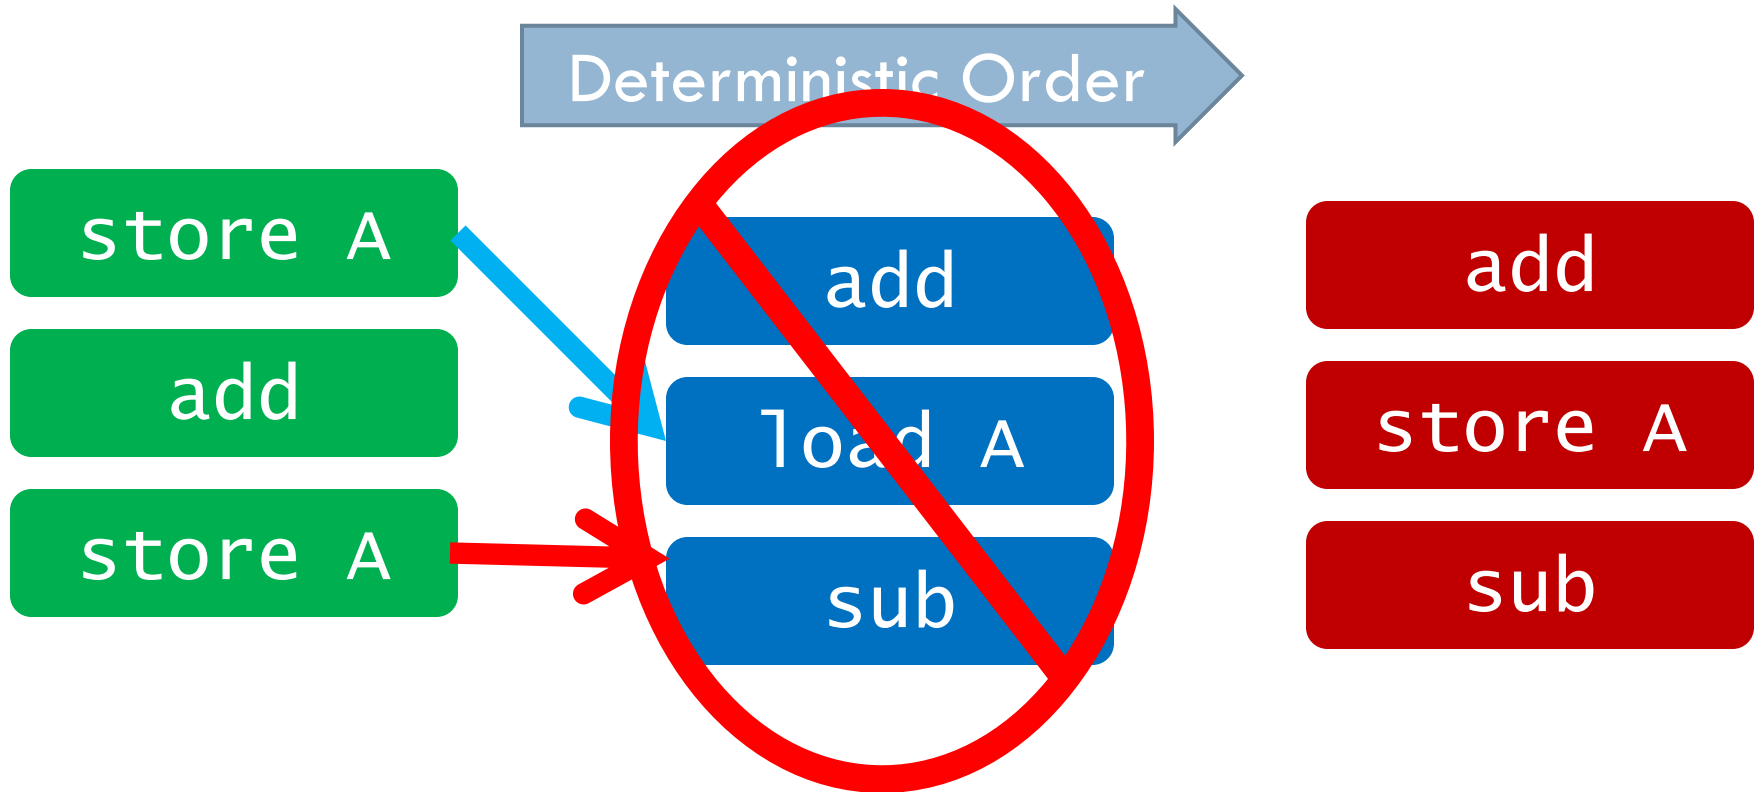 Deterministic Order
store A
add
store A
add
load A
sub
add
store A
sub